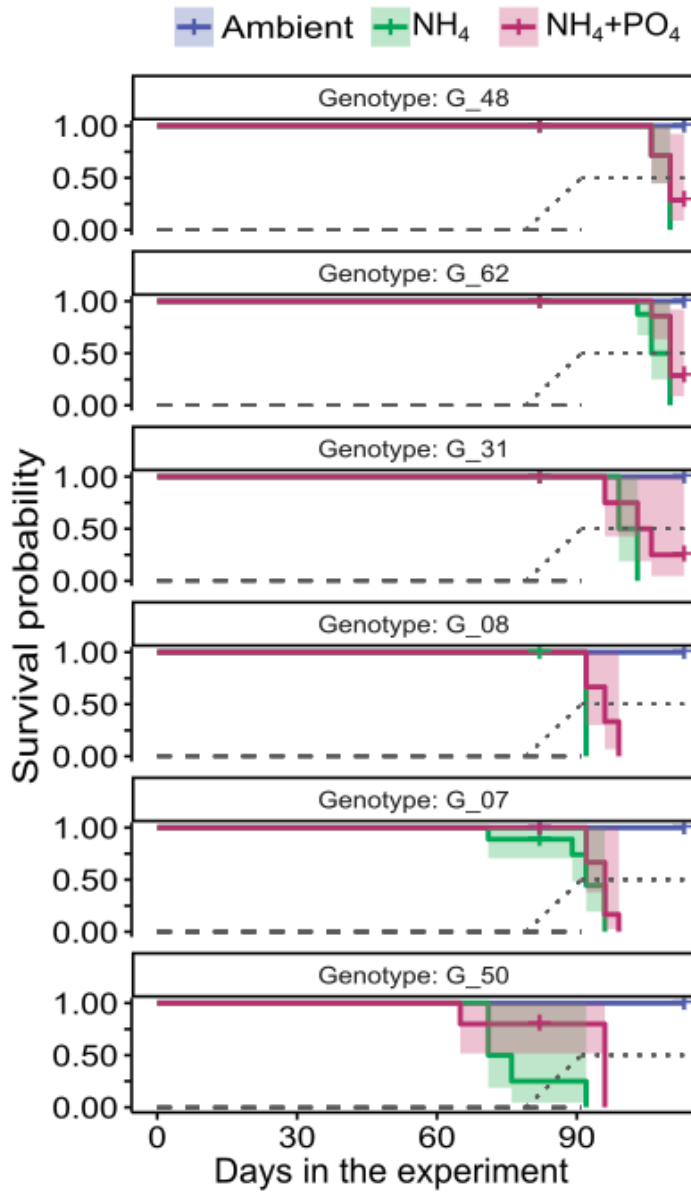 Ambient NH₄ NH₄+PO₄
Genotype: G_48
1.00
0.50
0.00
Genotype: G_62
1.00
0.50
0.00
Genotype: G_31
1.00
0.50
0.00
Genotype: G_08
1.00
0.50
0.00
Genotype: G_07
1.00
0.50
0.00
Genotype: G_50
1.00
0.50
0.00
Survival probability
0 30 60 90
Days in the experiment